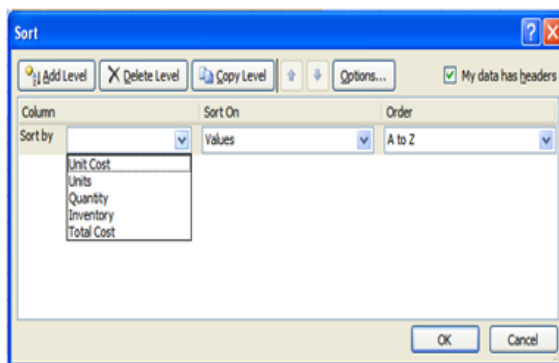 Sort
Add Level Delete Level Copy Level Options... My data has headers
Column Sort On Order
Sort by Values A to Z
Unit Cost
Units
Quantity
Inventory
Total Cost
OK Cancel